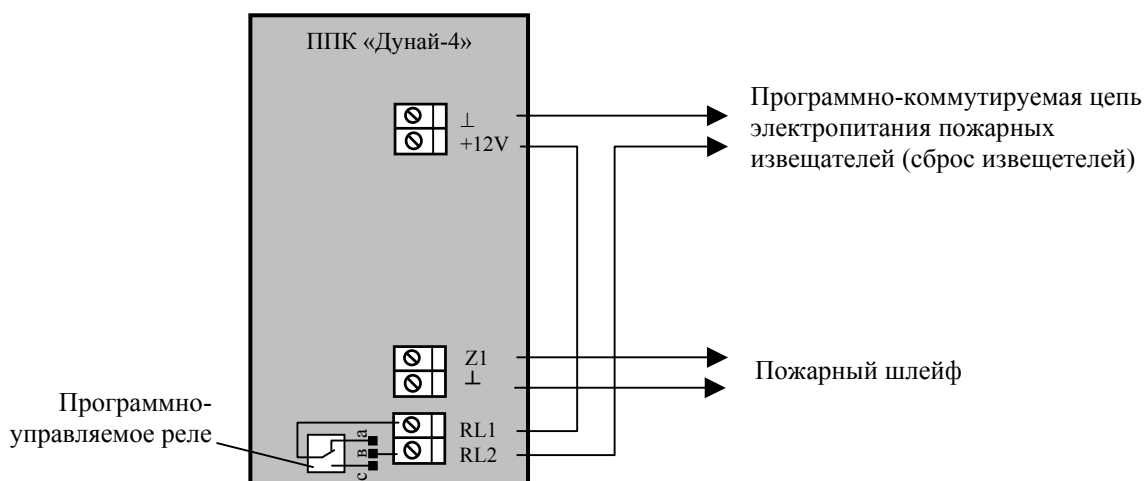 ППК «Дунай-4»
⊥
+12V
Программно-коммутируемая цепь
электропитания пожарных
извещателей (сброс извещетелей)
Z1
⊥
Пожарный шлейф
Программно-
управляемое реле
a
в
c
RL1
RL2